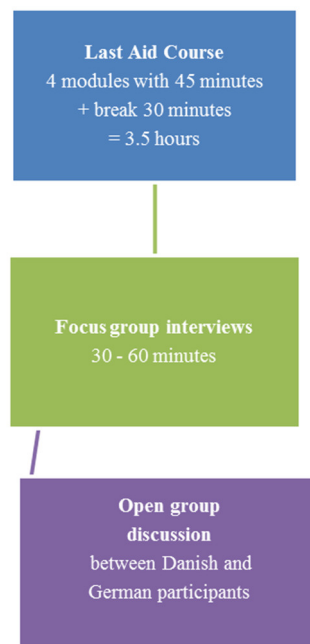 Last Aid Course
4 modules with 45 minutes
+ break 30 minutes
= 3.5 hours
Focus group interviews
30 - 60 minutes
Open group
discussion
between Danish and
German participants